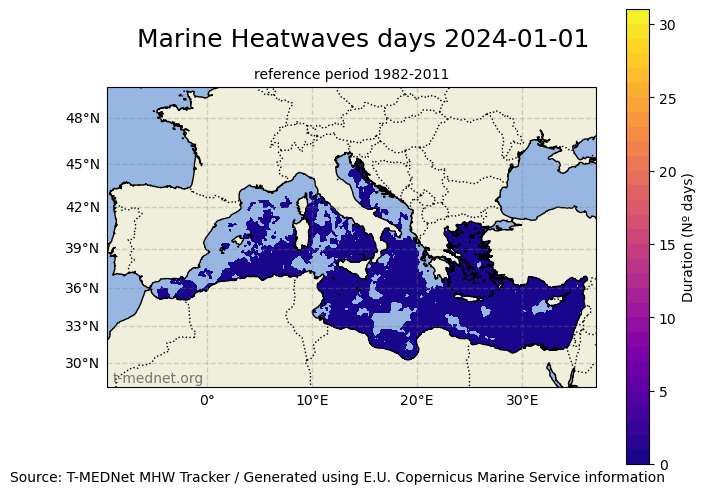 Marine Heatwaves days 2024-01-01
reference period 1982-2011
48°N
45°N
42°N
39°N
36°N
33°N
30°N
t-mednet.org
0°
10°E
20°E
30°E
30
25
20
15
10
5
0
Duration (Nº days)
Source: T-MEDNet MHW Tracker / Generated using E.U. Copernicus Marine Service information